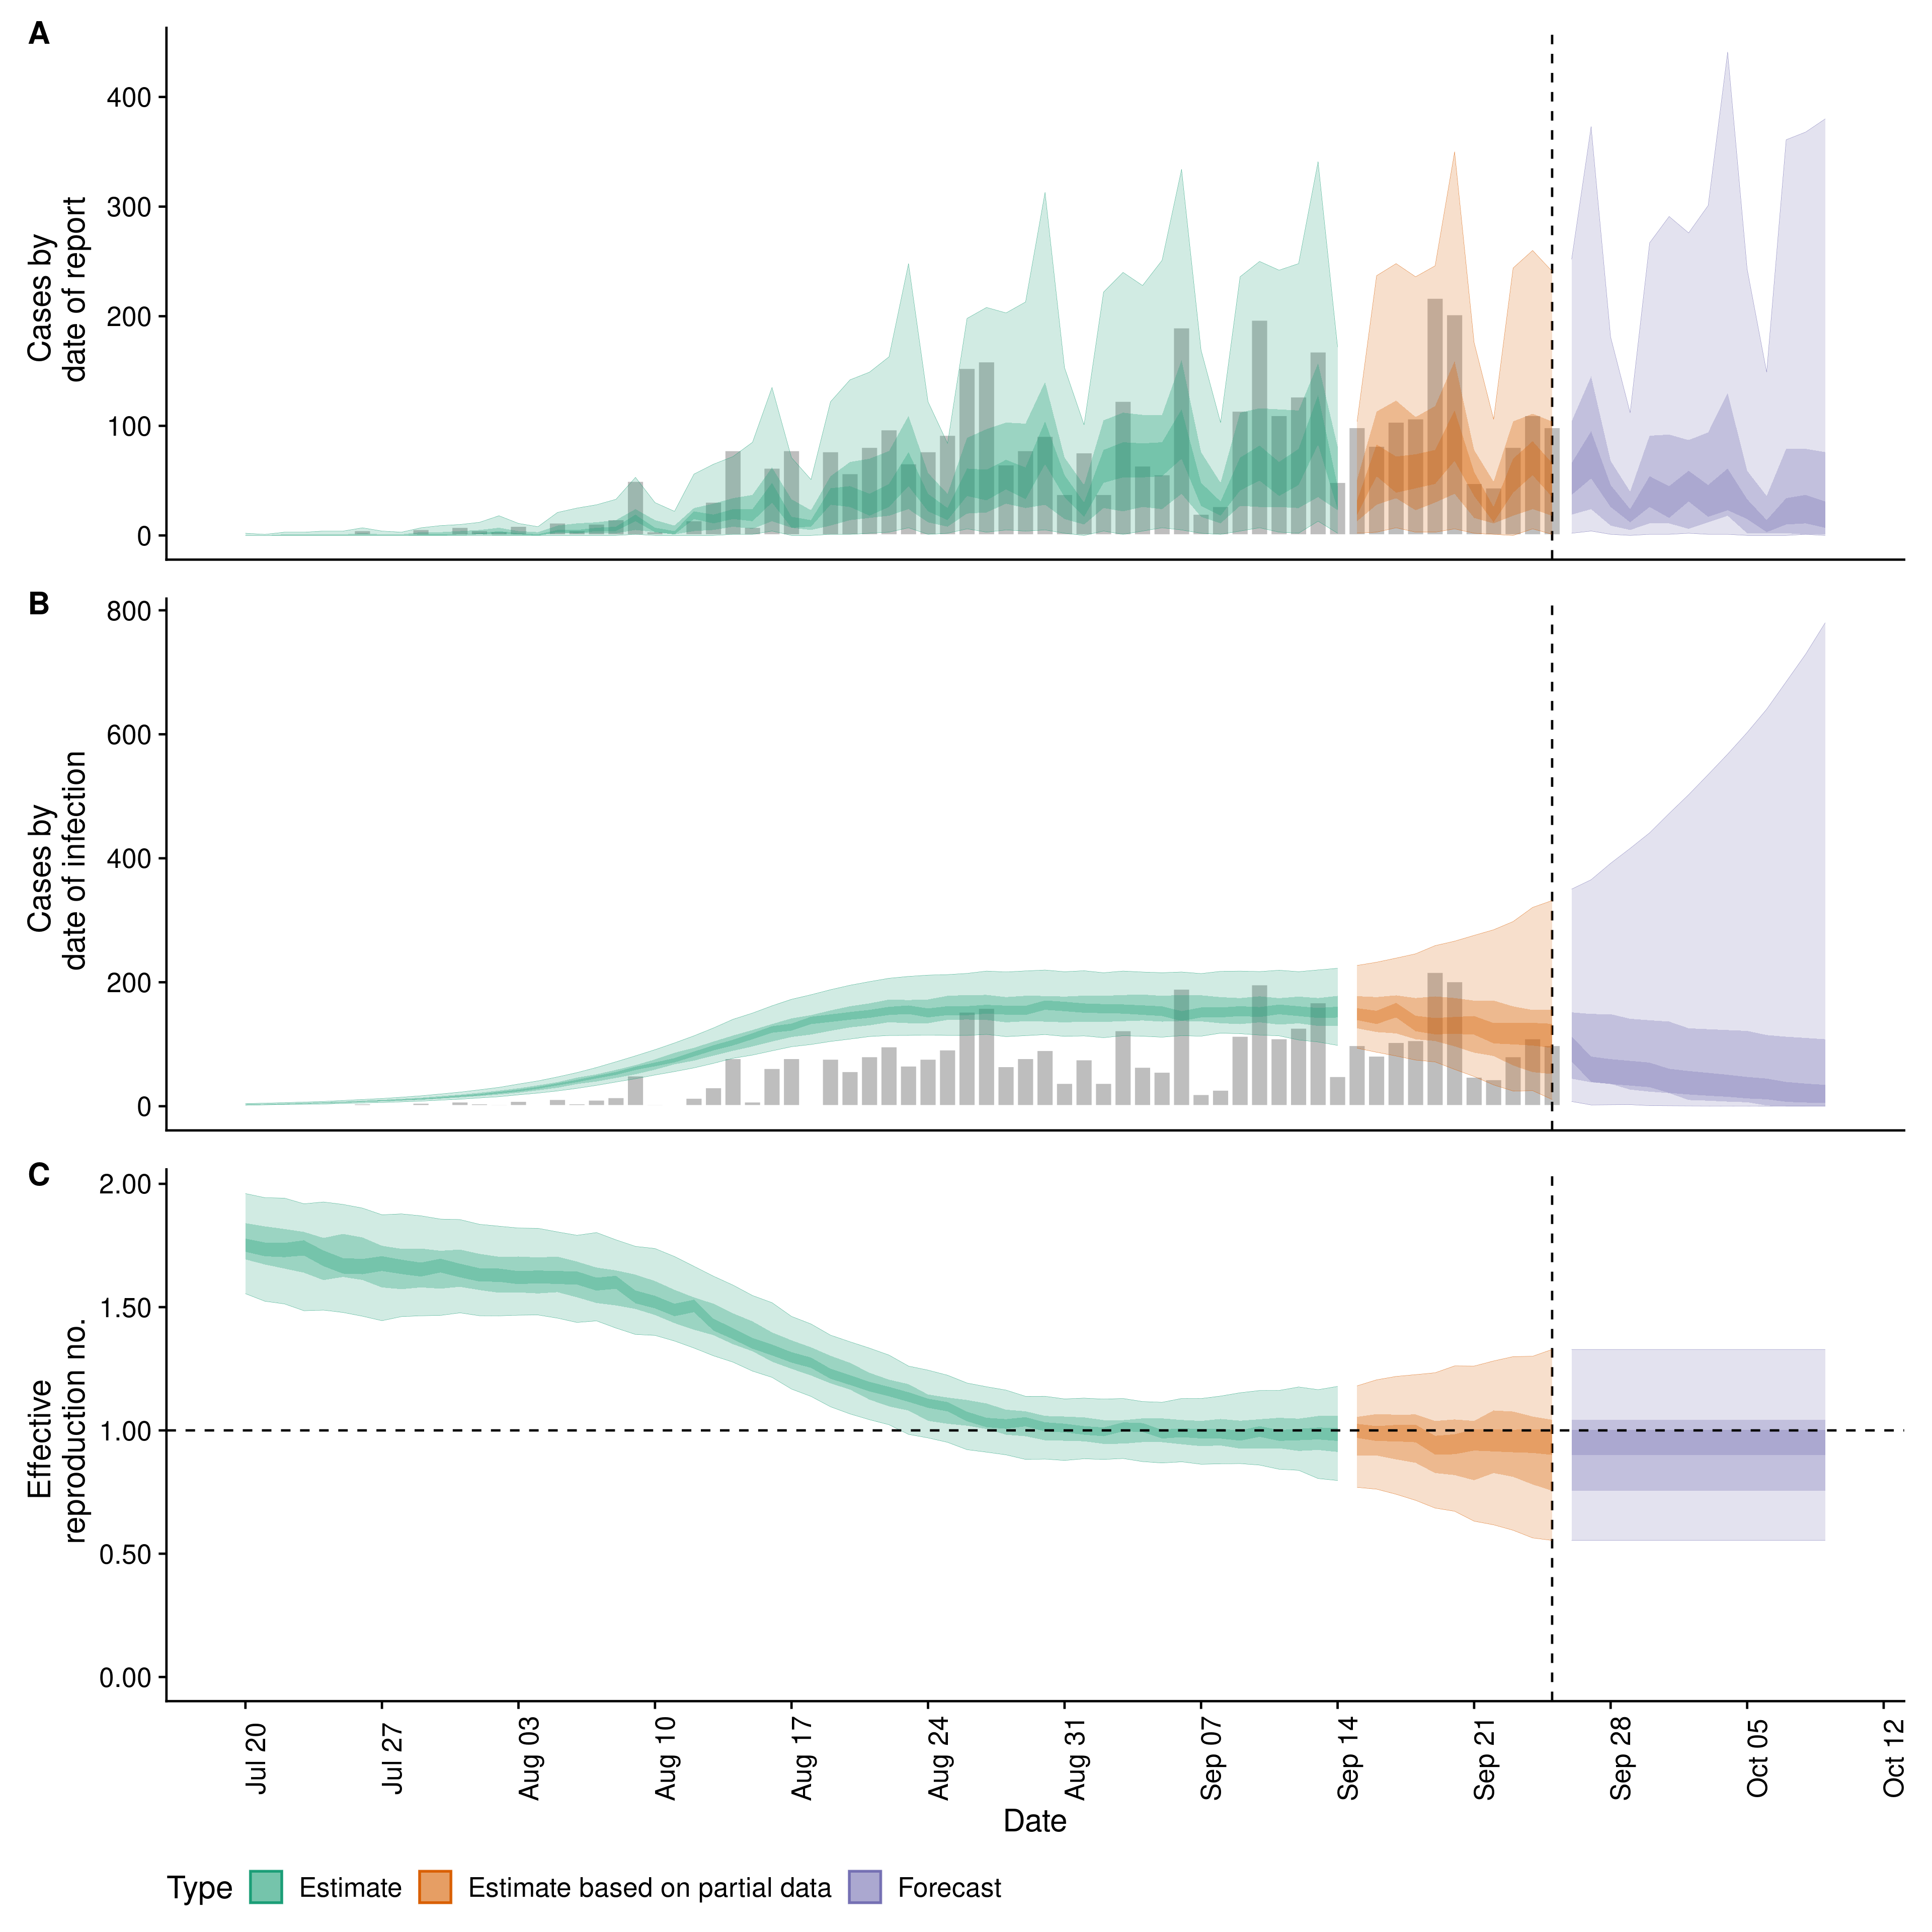 A
Cases by
date of report
400
300
200
100
0
B
Cases by
date of infection
800
600
400
200
0
C
Effective
reproduction no.
2.00
1.50
1.00
0.50
0.00
Jul 20
Jul 27
Aug 03
Aug 10
Aug 17
Aug 24
Aug 31
Sep 07
Sep 14
Sep 21
Sep 28
Oct 05
Oct 12
Date
Type Estimate Estimate based on partial data Forecast